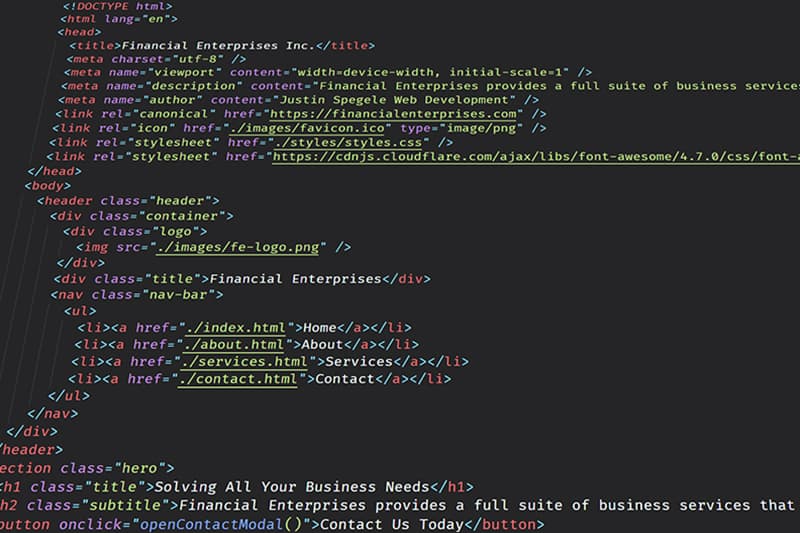 <!DOCTYPE html>
<html lang="en">
<head>
<title>Financial Enterprises Inc.</title>
<meta charset="utf-8" />
<meta name="viewport" content="width=device-width, initial-scale=1" />
<meta name="description" content="Financial Enterprises provides a full suite of business services
<meta name="author" content="Justin Spegele Web Development" />
<link rel="canonical" href="https://financialenterprises.com" />
<link rel="icon" href="./images/favicon.ico" type="image/png" />
<link rel="stylesheet" href="./styles/styles.css" />
<link rel="stylesheet" href="https://cdnjs.cloudflare.com/ajax/libs/font-awesome/4.7.0/css/font-a
</head>
<body>
<header class="header">
<div class="container">
<div class="logo">
<img src="./images/fe-logo.png" />
</div>
<div class="title">Financial Enterprises</div>
<nav class="nav-bar">
<ul>
<li><a href="./index.html">Home</a></li>
<li><a href="./about.html">About</a></li>
<li><a href="./services.html">Services</a></li>
<li><a href="./contact.html">Contact</a></li>
</ul>
</nav>
</div>
/header>
ection class="hero">
<h1 class="title">Solving All Your Business Needs</h1>
h2 class="subtitle">Financial Enterprises provides a full suite of business services that
button onclick="openContactModal()">Contact Us Today</button>